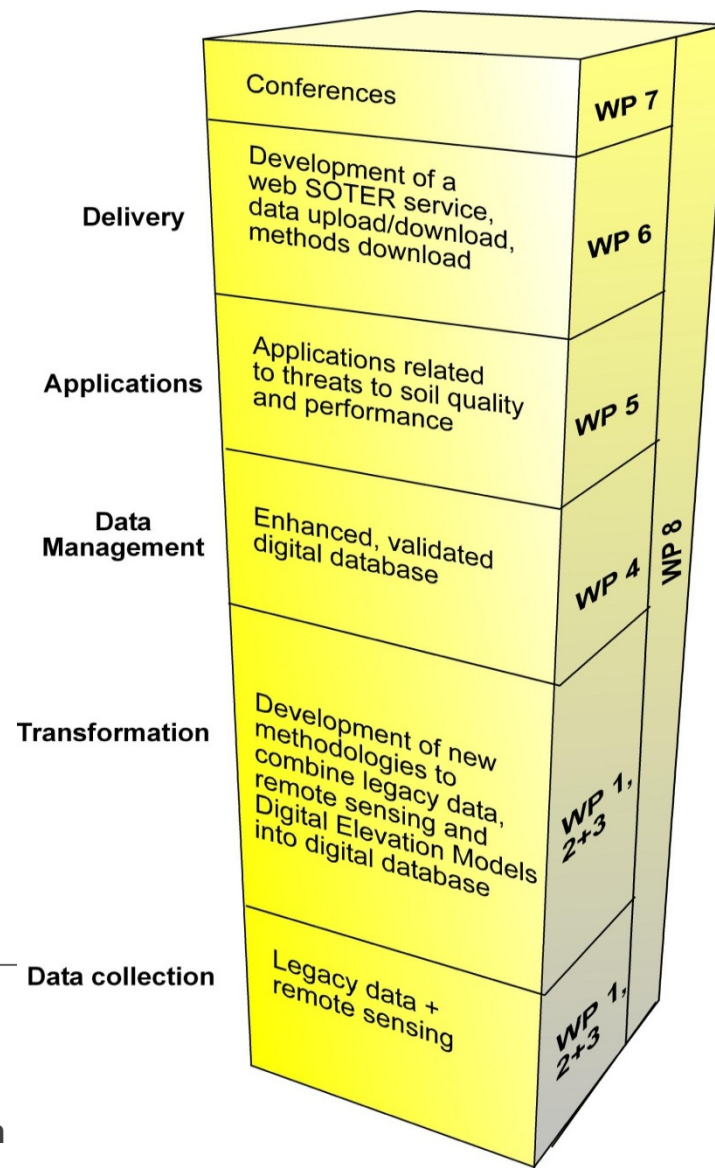 Conferences
WP 7
Delivery
Development of a
web SOTER service,
data upload/download,
methods download
WP 6
Applications
Applications related
to threats to soil quality
and performance
WP 5
Data
Management
Enhanced, validated
digital database
WP 4
WP 8
Transformation
Development of new
methodologies to
combine legacy data,
remote sensing and
Digital Elevation Models
into digital database
WP 1,
2+3
Data collection
Legacy data +
remote sensing
WP 1,
2+3